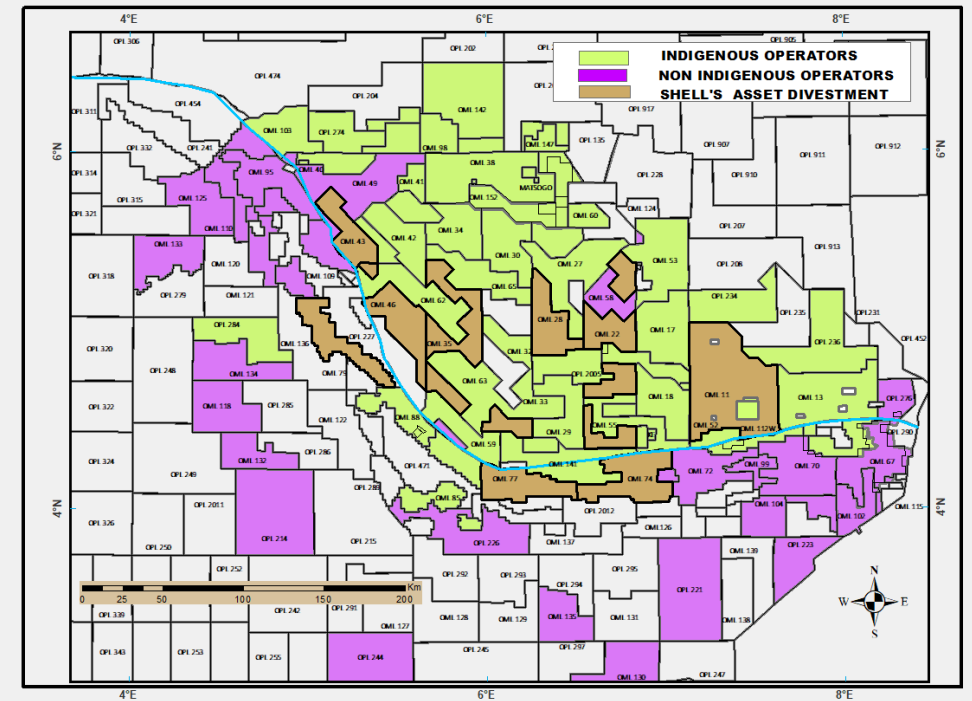 4°E 6°E 8°E
INDIGENOUS OPERATORS
NON INDIGENOUS OPERATORS
SHELL'S ASSET DIVESTMENT
OPL 306
OPL 202
OPL 905
OPL 474
OPL 204
OPL 454
OPL 311
OML 103
OPL 274
OML 142
OPL 917
6°N
6°N
OPL 332
OPL 241
OML 98
OML 147
OPL 135
OPL 907
OPL 911
OPL 912
OPL 314
OML 95
OML 40
OML 49
OML 41
OML 38
MATSOGO
OPL 228
OPL 910
OPL 321
OPL 315
OML 125
OML 152
OML 60
OML 124
OML 110
OML 133
OML 43
OML 42
OML 34
OPL 207
OPL 913
OPL 318
OML 120
OML 109
OML 30
OML 27
OML 53
OPL 208
OPL 279
OML 121
OML 46
OML 62
OML 65
OML 58
OPL 234
OPL 235
OPL 231
OPL 284
OML 136
OPL 227
OML 28
OML 22
OML 17
OPL 236
OPL 452
OPL 320
OML 35
OML 32
OPL 248
OML 134
OML 79
OML 63
OPL 2005
OML 18
OML 11
OML 13
OPL 276
OPL 322
OML 118
OPL 285
OML 122
OML 88
OML 33
OML 29
OML 55
OML 52
OML 112W
OPL 290
OML 59
OPL 324
OML 132
OPL 286
OPL 471
OML 141
OML 72
OML 99
OML 70
OML 67
OPL 249
OPL 289
OML 77
OML 74
4°N
4°N
OPL 2011
OML 85
OPL 2012
OML 104
OML 102
OML 115
OPL 326
OPL 250
OPL 214
OPL 215
OPL 226
OML 137
OML 126
OML 139
OPL 223
OPL 252
OPL 292
OPL 293
OPL 294
OPL 295
OPL 221
Km
0 25 50 100 150 200
N
W E
S
OPL 339
OPL 242
OPL 291
OML 127
OML 128
OML 129
OML 135
OML 131
OML 138
OPL 343
OPL 253
OPL 255
OPL 244
OPL 245
OPL 297
OML 130
OPL 247
4°E 6°E 8°E